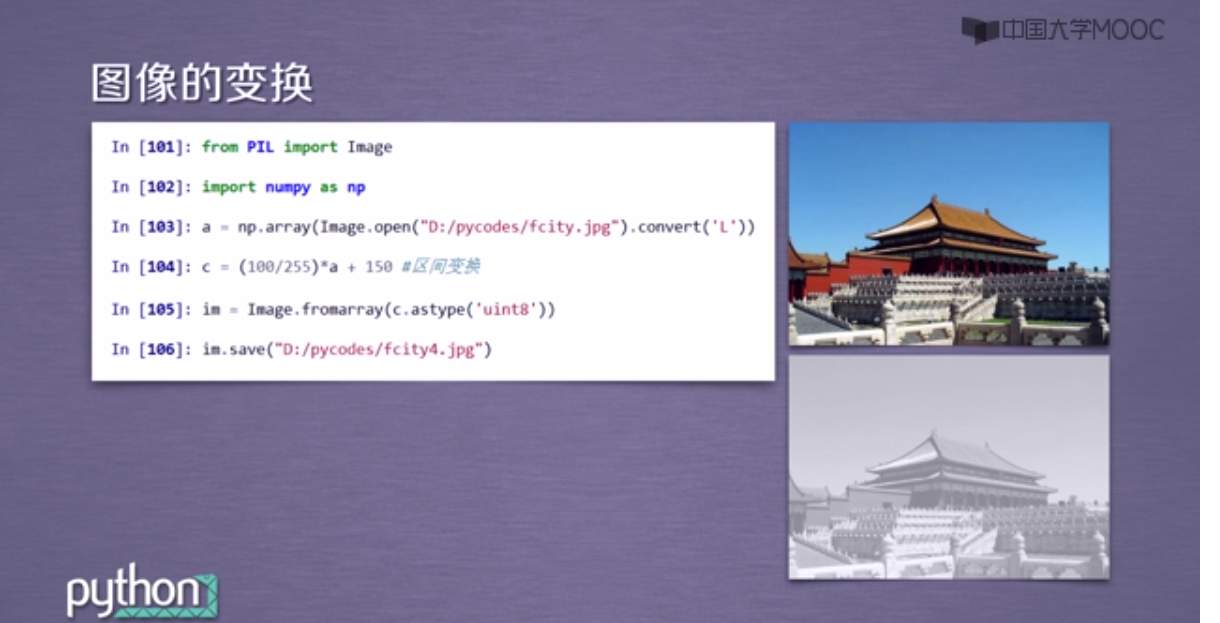 中国大学MOOC
图像的变换
In [101]: from PIL import Image
In [102]: import numpy as np
In [103]: a = np.array(Image.open("D:/pycodes/fcity.jpg").convert('L'))
In [104]: c = (100/255)*a + 150 #区间变换
In [105]: im = Image.fromarray(c.astype('uint8'))
In [106]: im.save("D:/pycodes/fcity4.jpg")
python